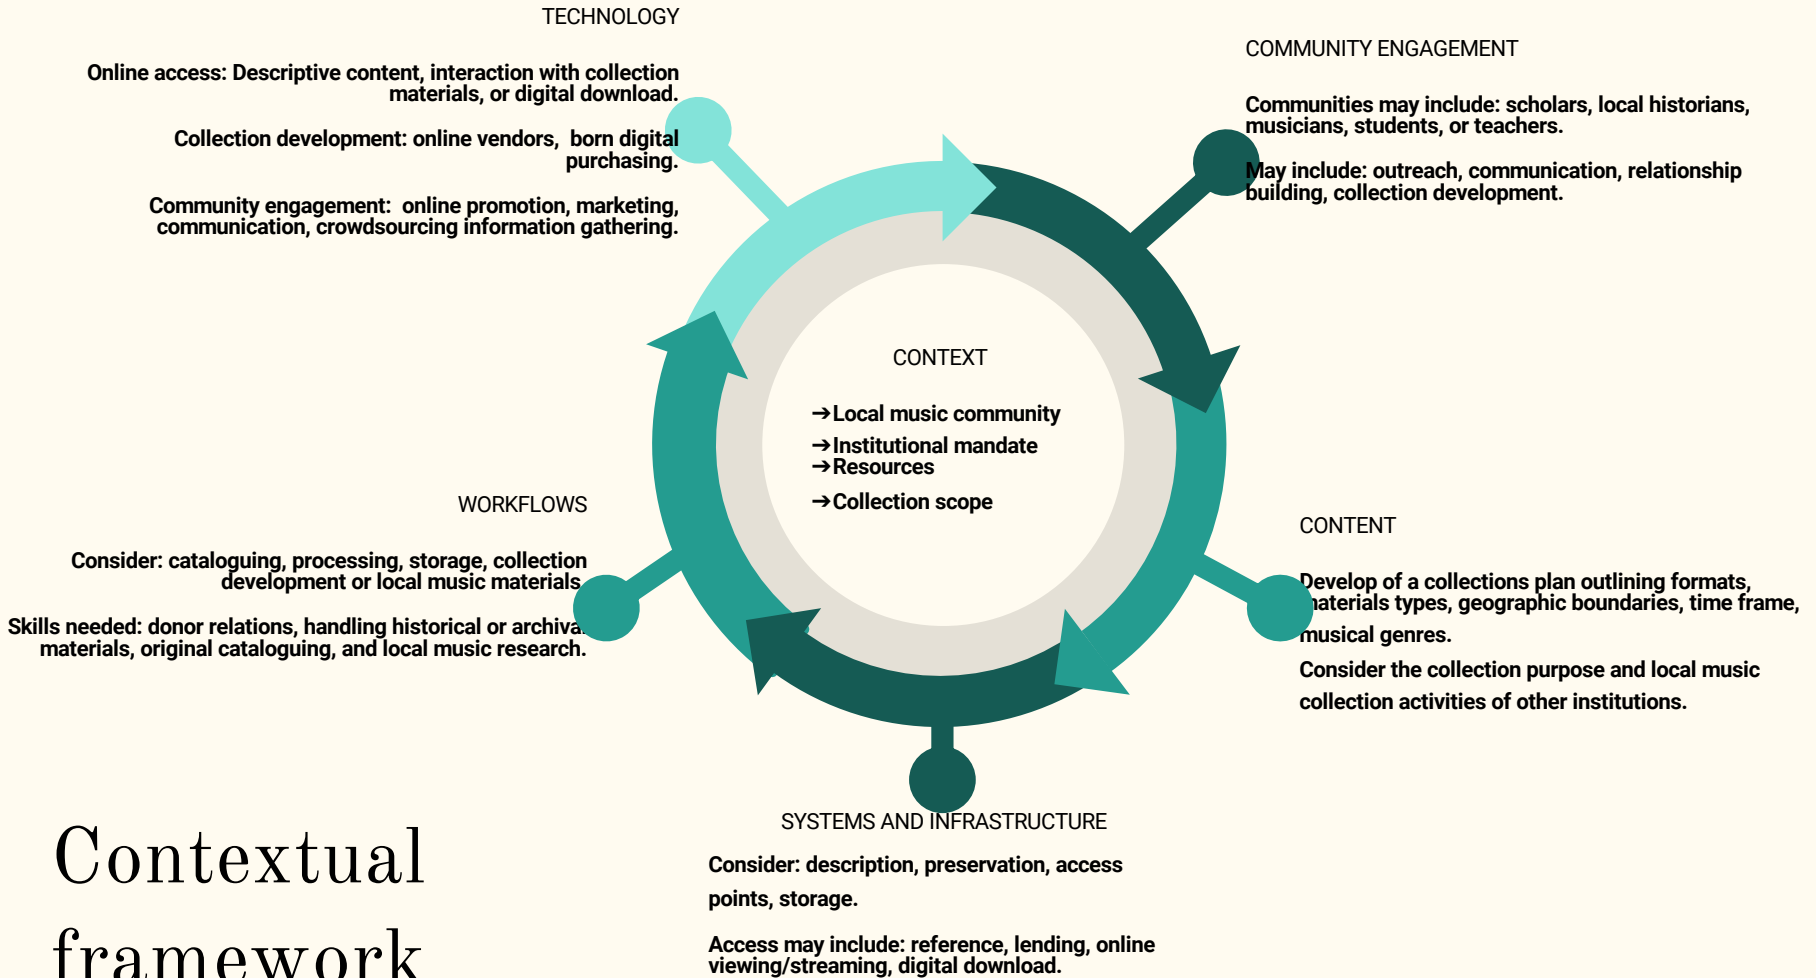 TECHNOLOGY
Online access: Descriptive content, interaction with collection
materials, or digital download.
Collection development: online vendors,  born digital
purchasing.
Community engagement:  online promotion, marketing,
communication, crowdsourcing information gathering.
COMMUNITY ENGAGEMENT
Communities may include: scholars, local historians,
musicians, students, or teachers.
May include: outreach, communication, relationship
building, collection development.
CONTEXT
➔Local music community
➔Institutional mandate
➔Resources
➔Collection scope
WORKFLOWS
Consider: cataloguing, processing, storage, collection
development or local music materials.
Skills needed: donor relations, handling historical or archival
materials, original cataloguing, and local music research.
CONTENT
Develop of a collections plan outlining formats,
materials types, geographic boundaries, time frame,
musical genres.
Consider the collection purpose and local music
collection activities of other institutions.
SYSTEMS AND INFRASTRUCTURE
Consider: description, preservation, access
points, storage.
Access may include: reference, lending, online
viewing/streaming, digital download.
Contextual
framework